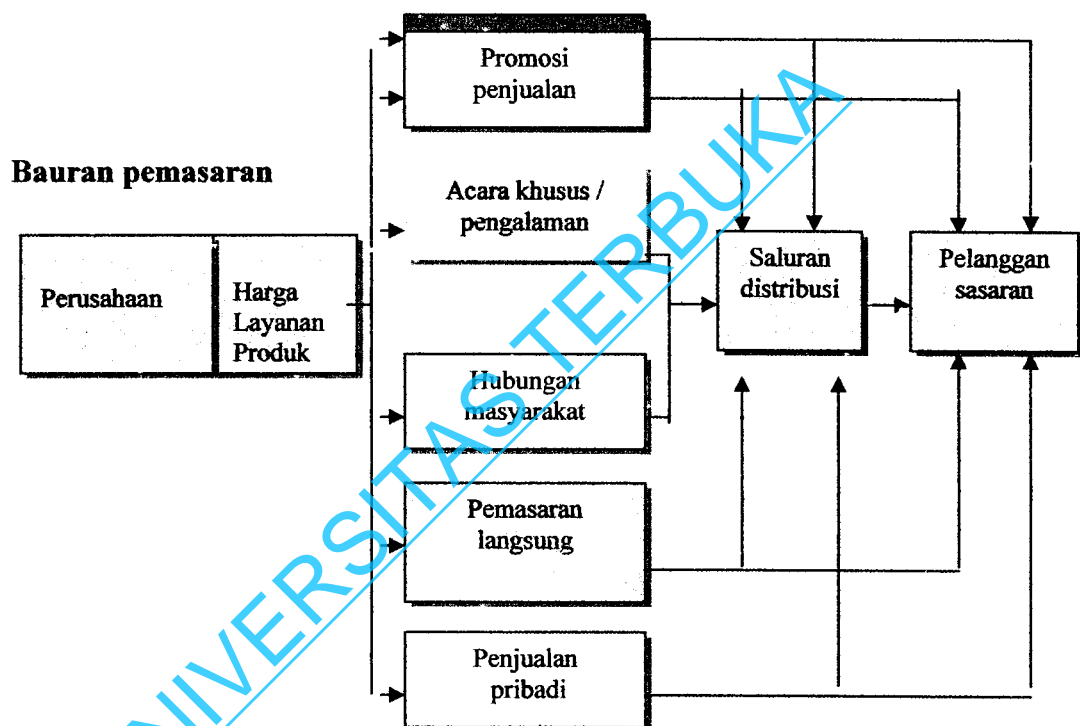 Promosi
penjualan
Bauran pemasaran
Acara khusus /
pengalaman
Perusahaan
Harga
Layanan
Produk
Saluran
distribusi
Pelanggan
sasaran
Hubungan
masyarakat
Pemasaran
langsung
Penjualan
pribadi
UNIVERSITAS TERBUKA